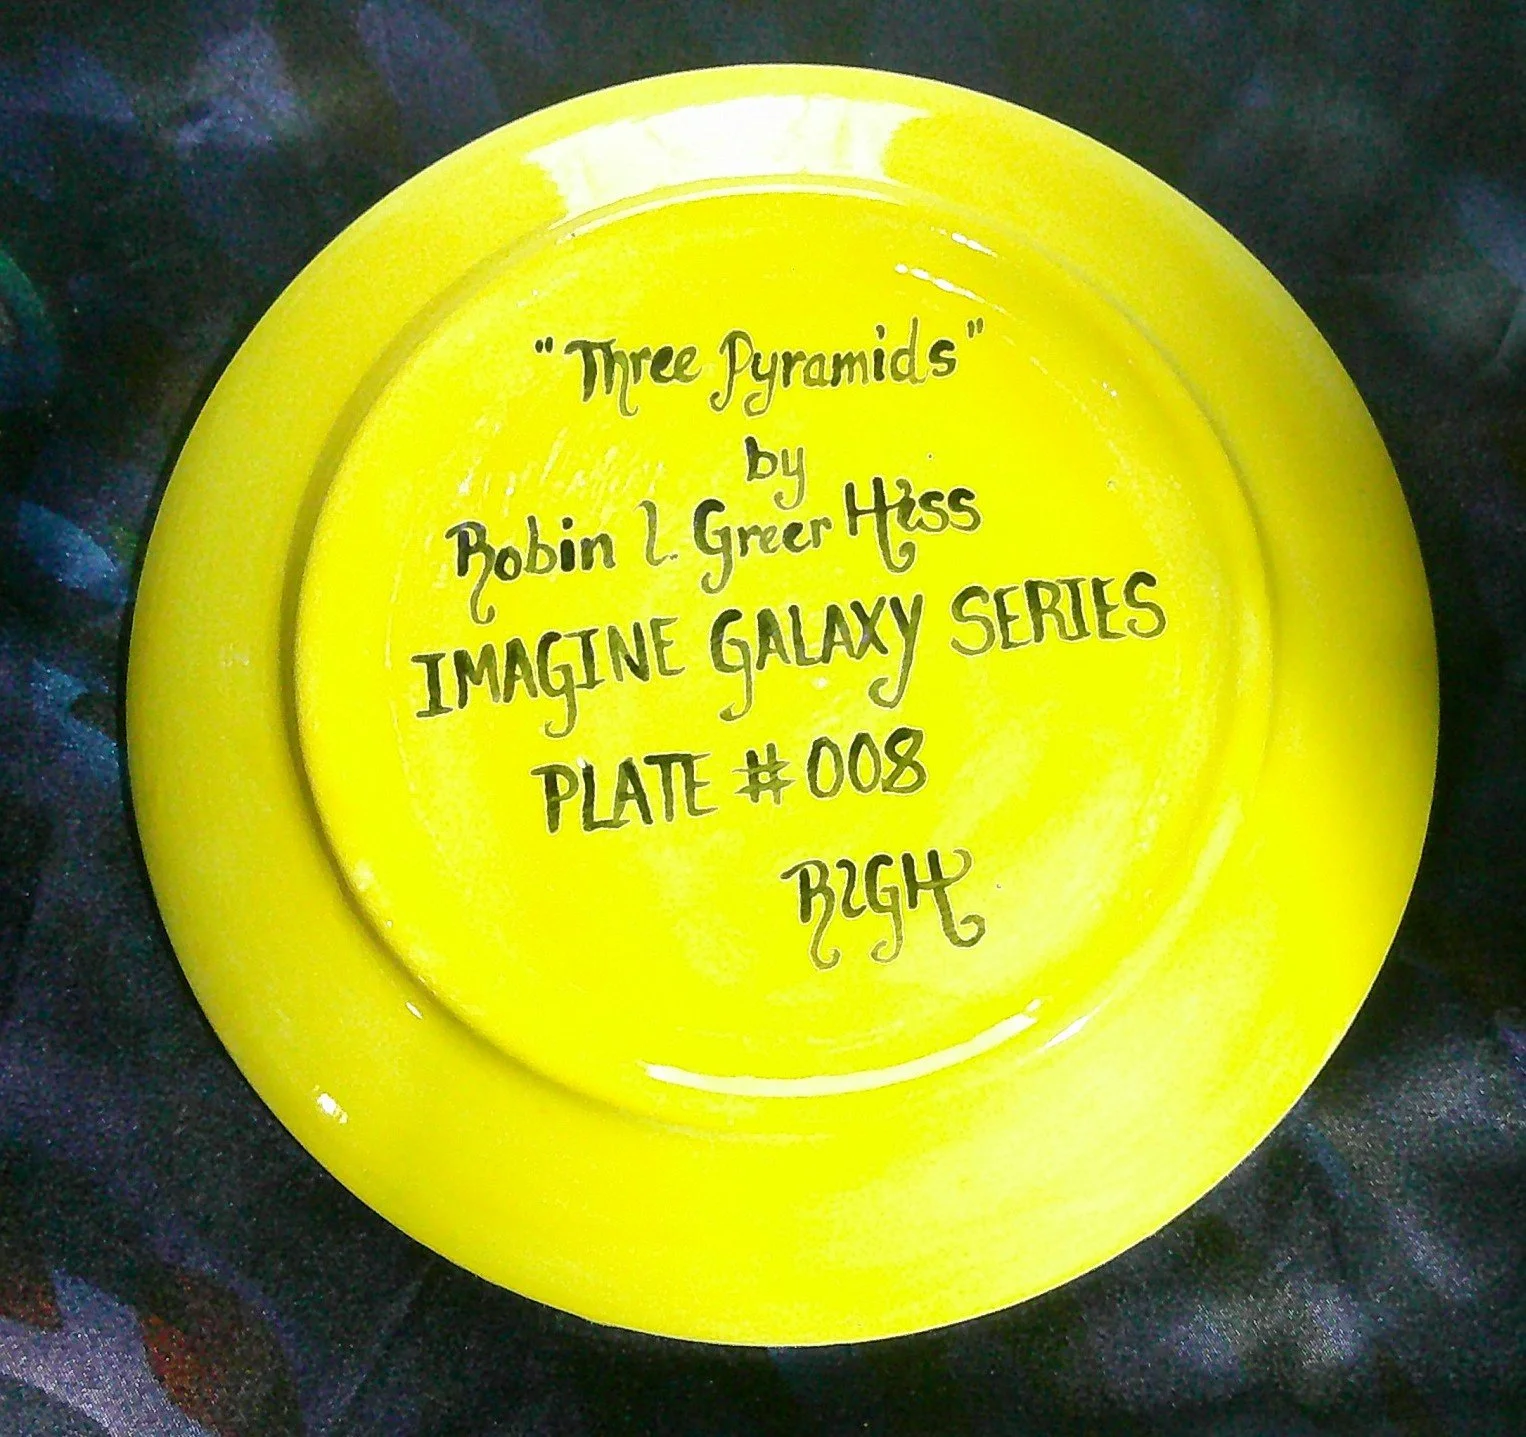 "Three Pyramids"
by
Robin L. Greer Hiss
IMAGINE GALAXY SERIES
PLATE #008
RLGH